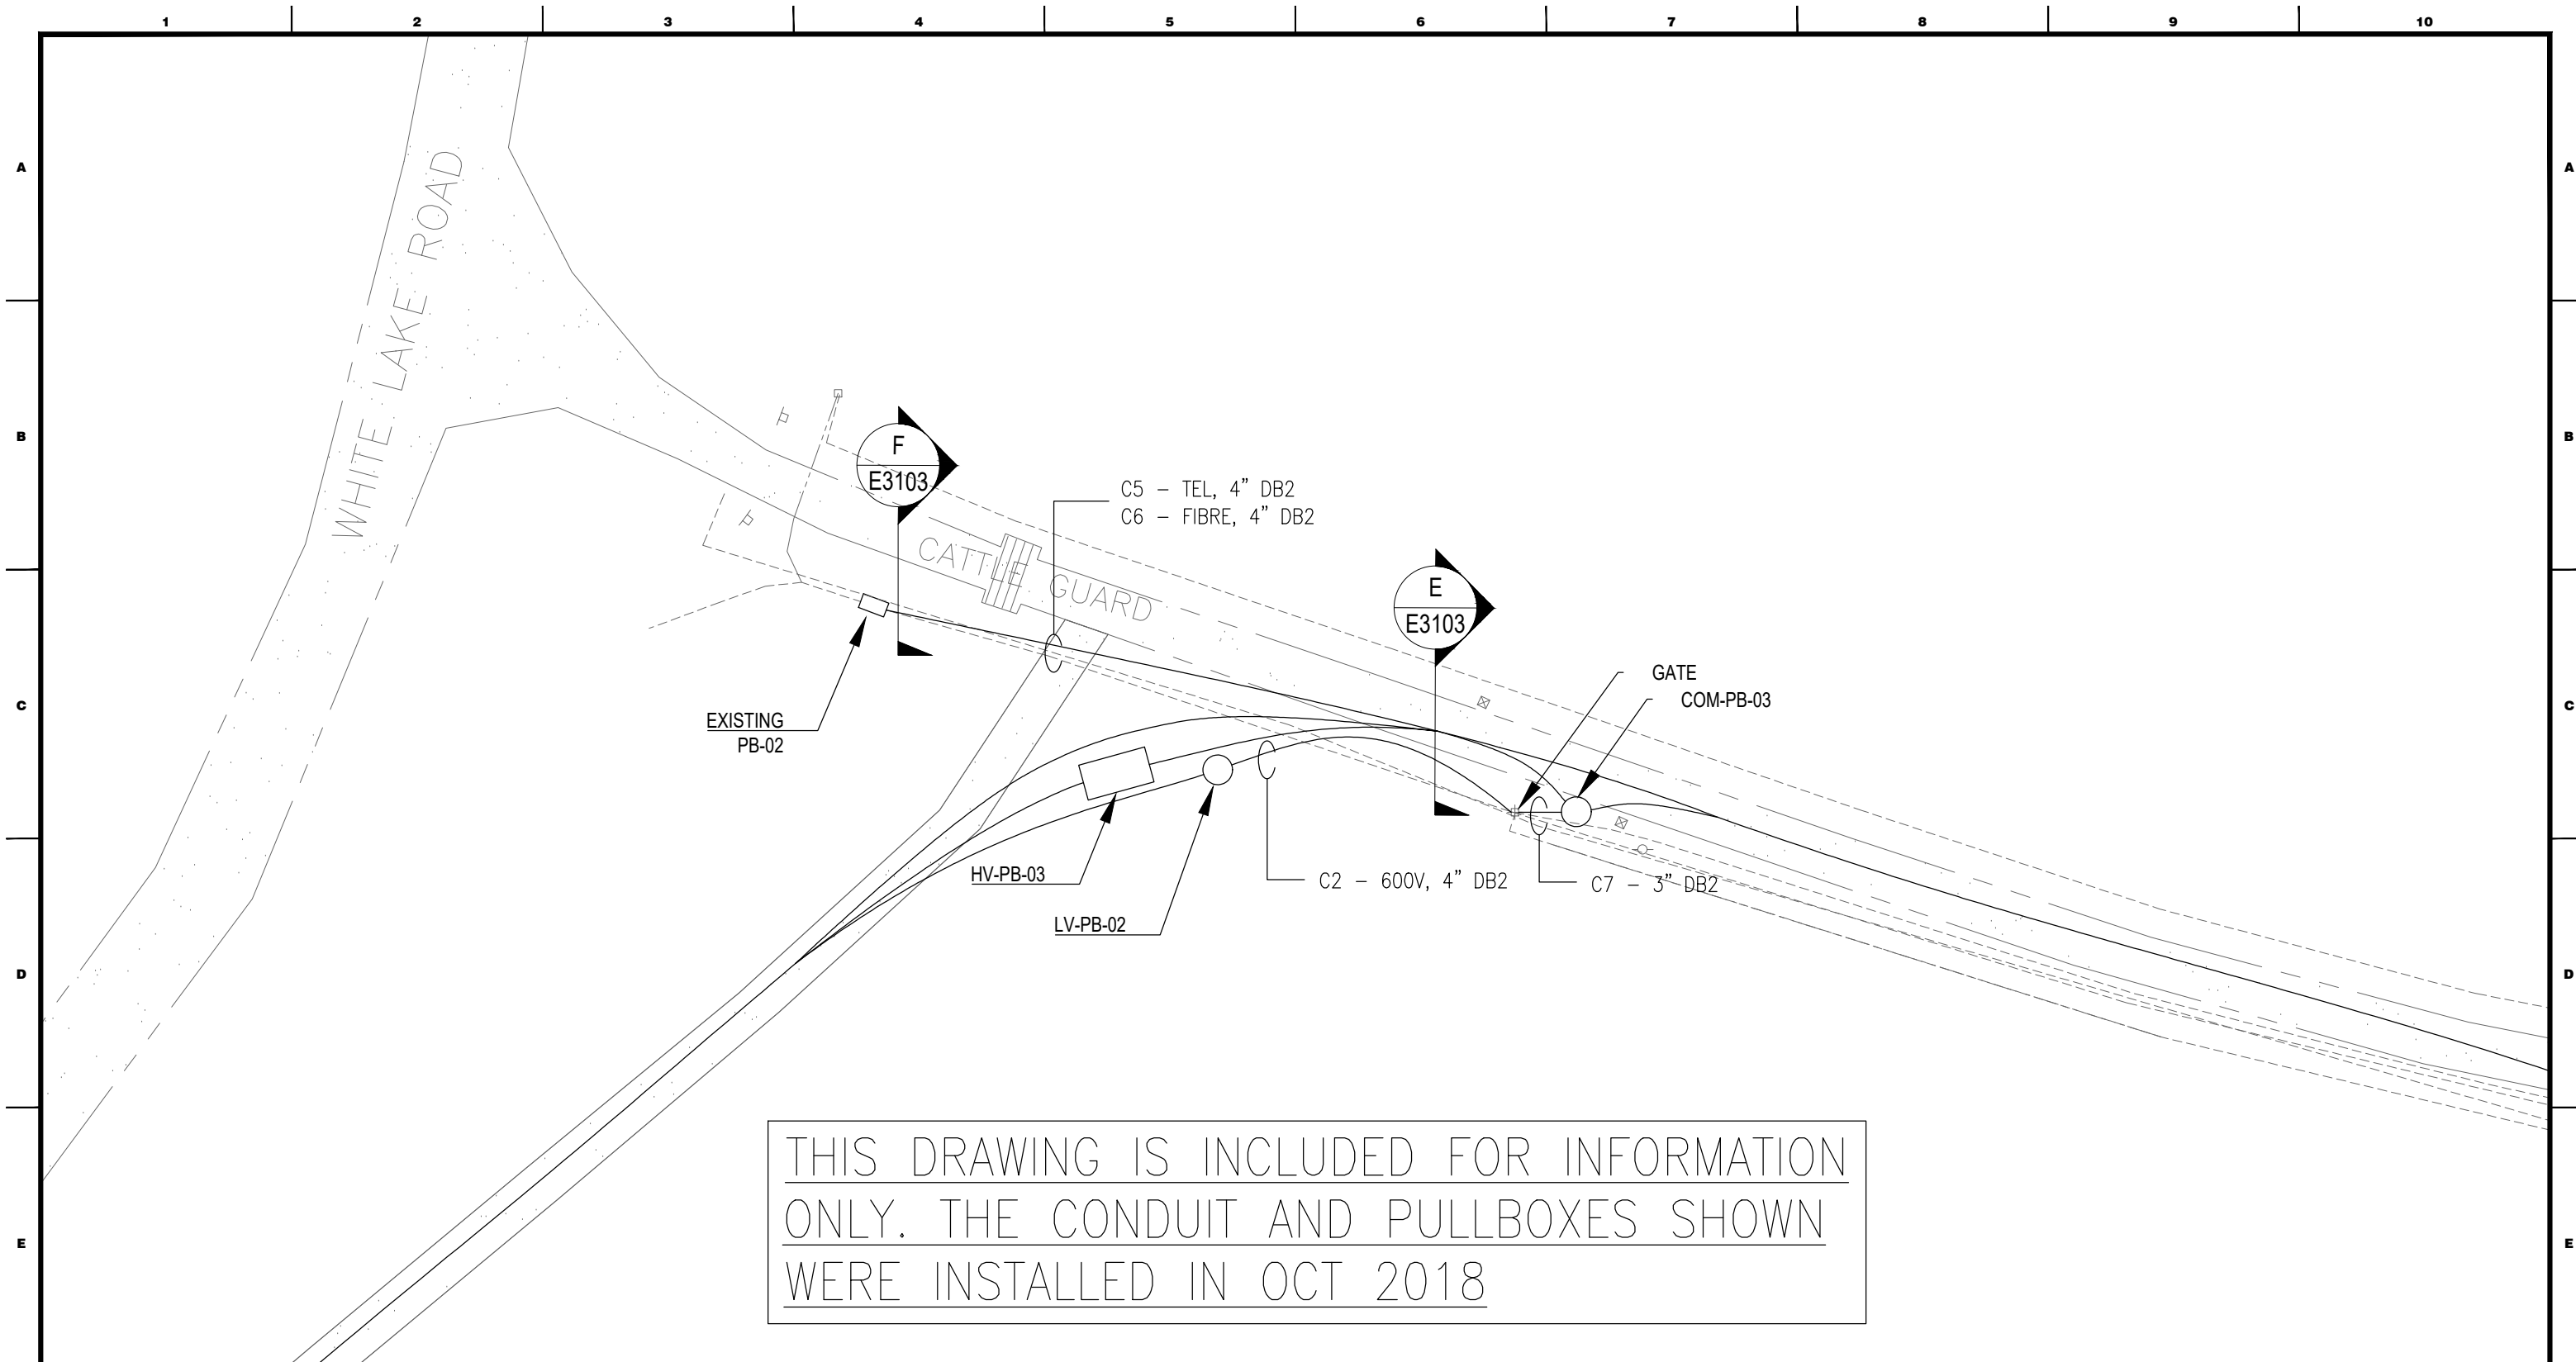 1 2 3 4 5 6 7 8 9 10
A A
WHITE LAKE ROAD
B B
F
E3103
C5 – TEL, 4" DB2
C6 – FIBRE, 4" DB2
CATTLE GUARD
E
E3103
GATE
COM-PB-03
C C
EXISTING
PB-02
HV-PB-03
C2 – 600V, 4" DB2
C7 – 3" DB2
LV-PB-02
D D
THIS DRAWING IS INCLUDED FOR INFORMATION
ONLY. THE CONDUIT AND PULLBOXES SHOWN
WERE INSTALLED IN OCT 2018
E E